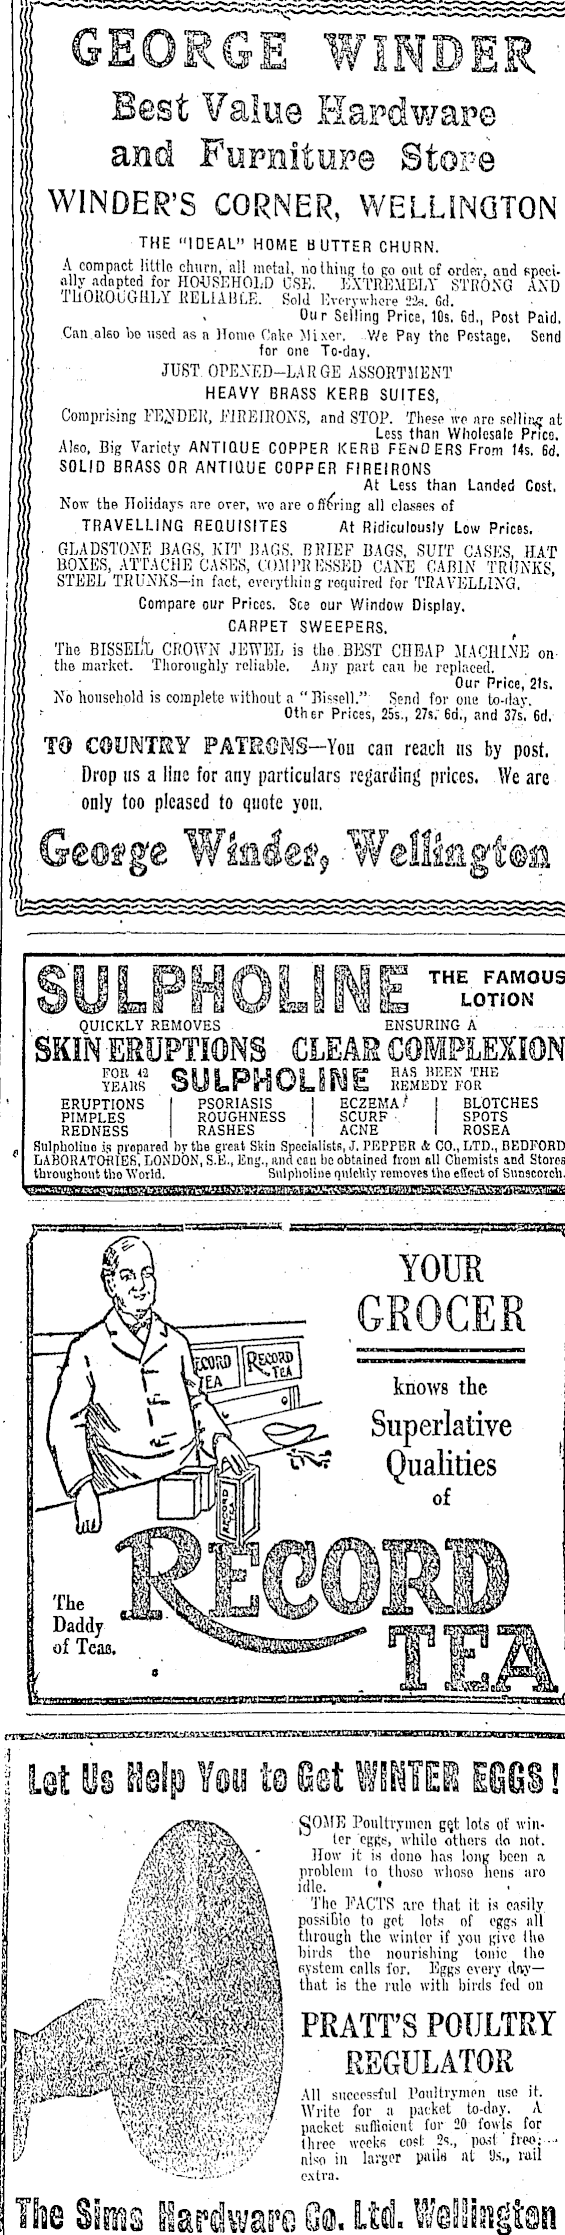 GEORGE WINDER
Best Value Hardware
and Furniture Store
WINDER'S CORNER, WELLINGTON
THE "IDEAL" HOME BUTTER CHURN.
A compact little churn, all metal, nothing to go out of order, and speci-
ally adapted for HOUSEHOLD USE. EXTREMELY STRONG AND
THOROUGHLY RELIABLE. Sold Everywhere 22s. 6d.
Our Selling Price, 10s. 6d., Post Paid.
Can also be used as a Home Cake Mixer. We Pay the Postage. Send
for one To-day.
JUST OPENED—LARGE ASSORTMENT
HEAVY BRASS KERB SUITES,
Comprising FENDER, FIREIRONS, and STOP. These we are selling at
Less than Wholesale Price.
Also, Big Variety ANTIQUE COPPER KERB FENDERS From 14s. 6d.
SOLID BRASS OR ANTIQUE COPPER FIREIRONS
At Less than Landed Cost.
Now the Holidays are over, we are offering all classes of
TRAVELLING REQUISITES At Ridiculously Low Prices.
GLADSTONE BAGS, KIT BAGS, BRIEF BAGS, SUIT CASES, HAT
BOXES, ATTACHE CASES, COMPRESSED CANE CABIN TRUNKS,
STEEL TRUNKS—in fact, everything required for TRAVELLING.
Compare our Prices. See our Window Display.
CARPET SWEEPERS.
The BISSELL CROWN JEWEL is the BEST CHEAP MACHINE on
the market. Thoroughly reliable. Any part can be replaced.
Our Price, 21s.
No household is complete without a "Bissell." Send for one to-day.
Other Prices, 25s., 27s. 6d., and 37s. 6d.
TO COUNTRY PATRONS—You can reach us by post.
Drop us a line for any particulars regarding prices. We are
only too pleased to quote you.
George Winder, Wellington
SULPHOLINE THE FAMOUS
LOTION
QUICKLY REMOVES ENSURING A
SKIN ERUPTIONS CLEAR COMPLEXION
FOR 42 YEARS SULPHOLINE HAS BEEN THE REMEDY FOR
ERUPTIONS PSORIASIS ECZEMA BLOTCHES
PIMPLES ROUGHNESS SCURF SPOTS
REDNESS RASHES ACNE ROSEA
Sulpholine is prepared by the great Skin Specialists, J. PEPPER & CO., LTD., BEDFORD
LABORATORIES, LONDON, S.E., Eng., and can be obtained from all Chemists and Stores
throughout the World. Sulpholine quickly removes the effect of Sunscorch.
YOUR
GROCER
knows the
Superlative
Qualities
of
RECORD
TEA
ECORD
TEA
RECORD
TEA
RECORD
The
Daddy
of Teas.
Let Us Help You to Get WINTER EGGS!
SOME Poultrymen get lots of win-
ter eggs, while others do not.
How it is done has long been a
problem to those whose hens are
idle.
The FACTS are that it is easily
possible to get lots of eggs all
through the winter if you give the
birds the nourishing tonic the
system calls for. Eggs every day—
that is the rule with birds fed on
PRATT'S POULTRY
REGULATOR
All successful Poultrymen use it.
Write for a packet to-day. A
packet sufficient for 20 fowls for
three weeks cost 2s., post free;
also in larger pails at 9s., rail
extra.
The Sims Hardware Co. Ltd. Wellington